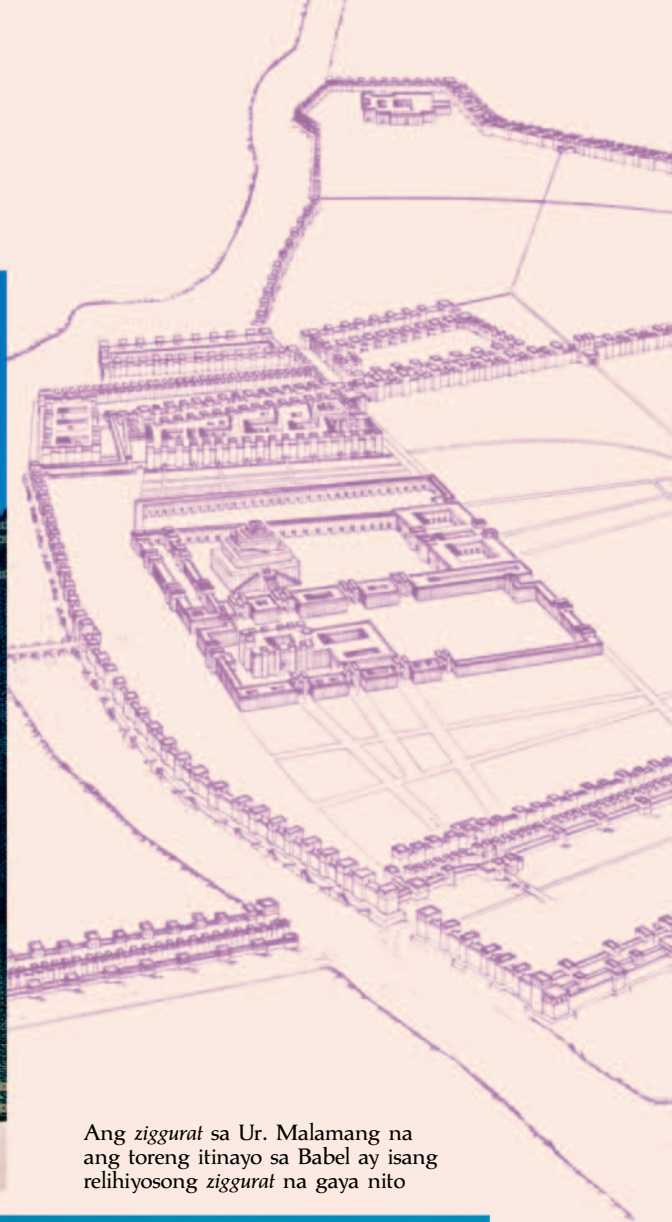 Ang ziggurat sa Ur. Malamang na
ang toreng itinayo sa Babel ay isang
relihiyosong ziggurat na gaya nito